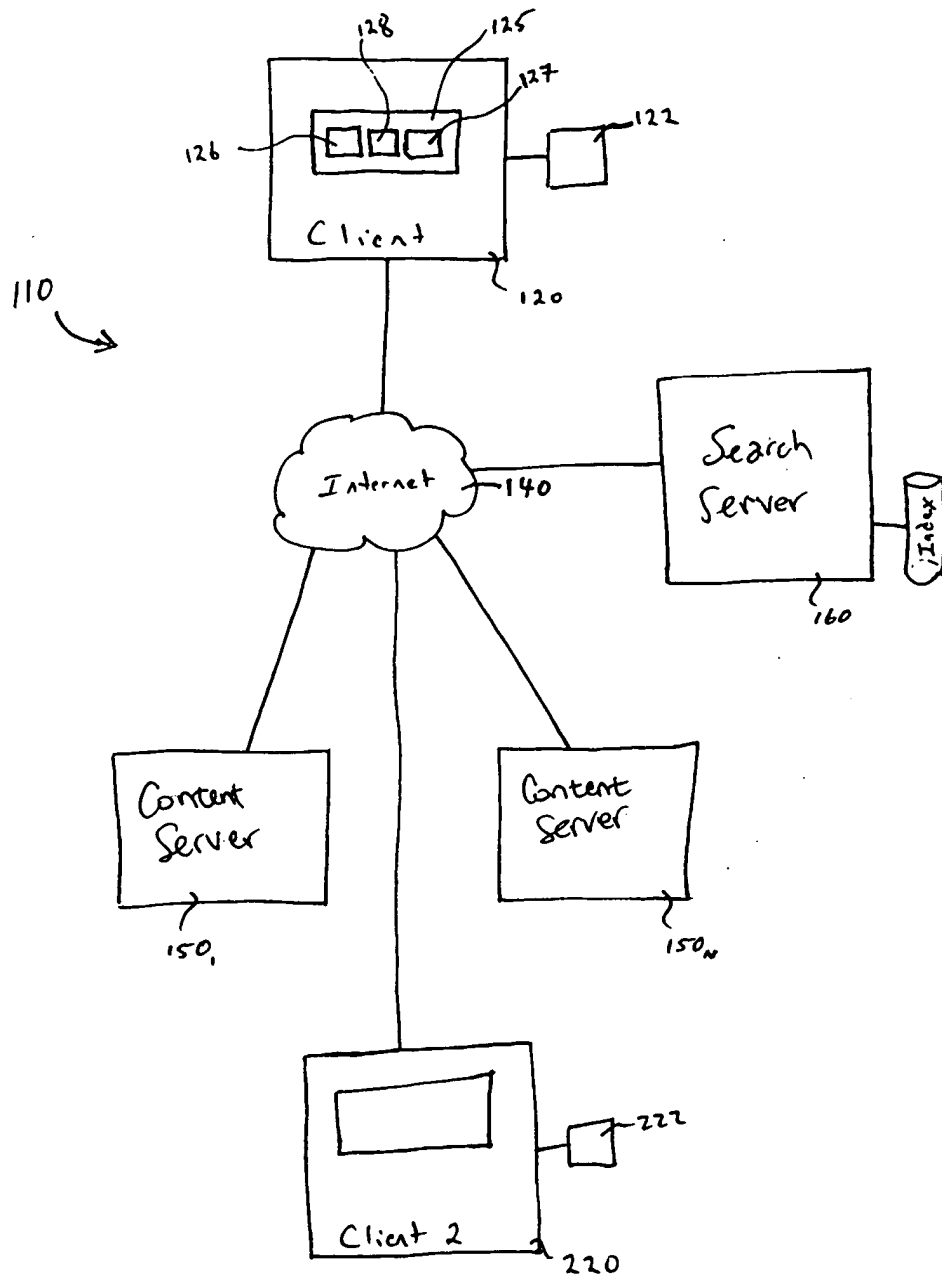 128
125
127
126
122
Client
120
110
Internet
140
Search
Server
Index
160
Content
Server
150₁
Content
Server
150ₙ
222
Client 2
220